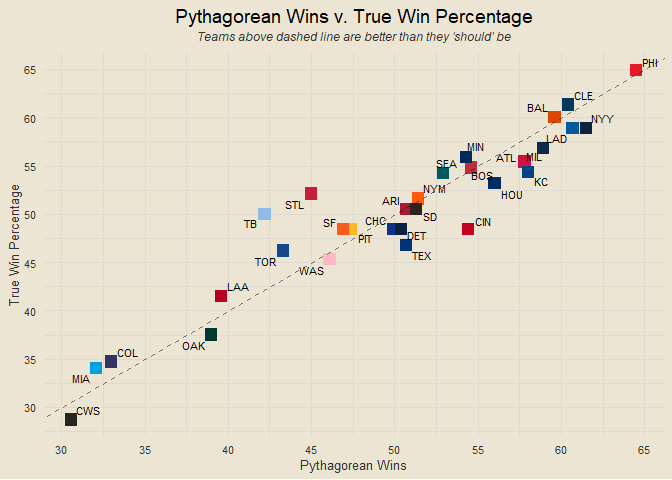 Pythagorean Wins v. True Win Percentage
Teams above dashed line are better than they 'should' be
PHI
65
CLE
BAL
60
NYY
LAD
MIN
ATL
MIL
SEA
BOS
55
KC
NYM
HOU
STL
ARI
50
TB
SF
CHC
SD
CIN
PIT
DET
TOR
WAS
TEX
45
LAA
40
OAK
35
COL
MIA
30
CWS
30
35
40
45
50
55
60
65
Pythagorean Wins
True Win Percentage